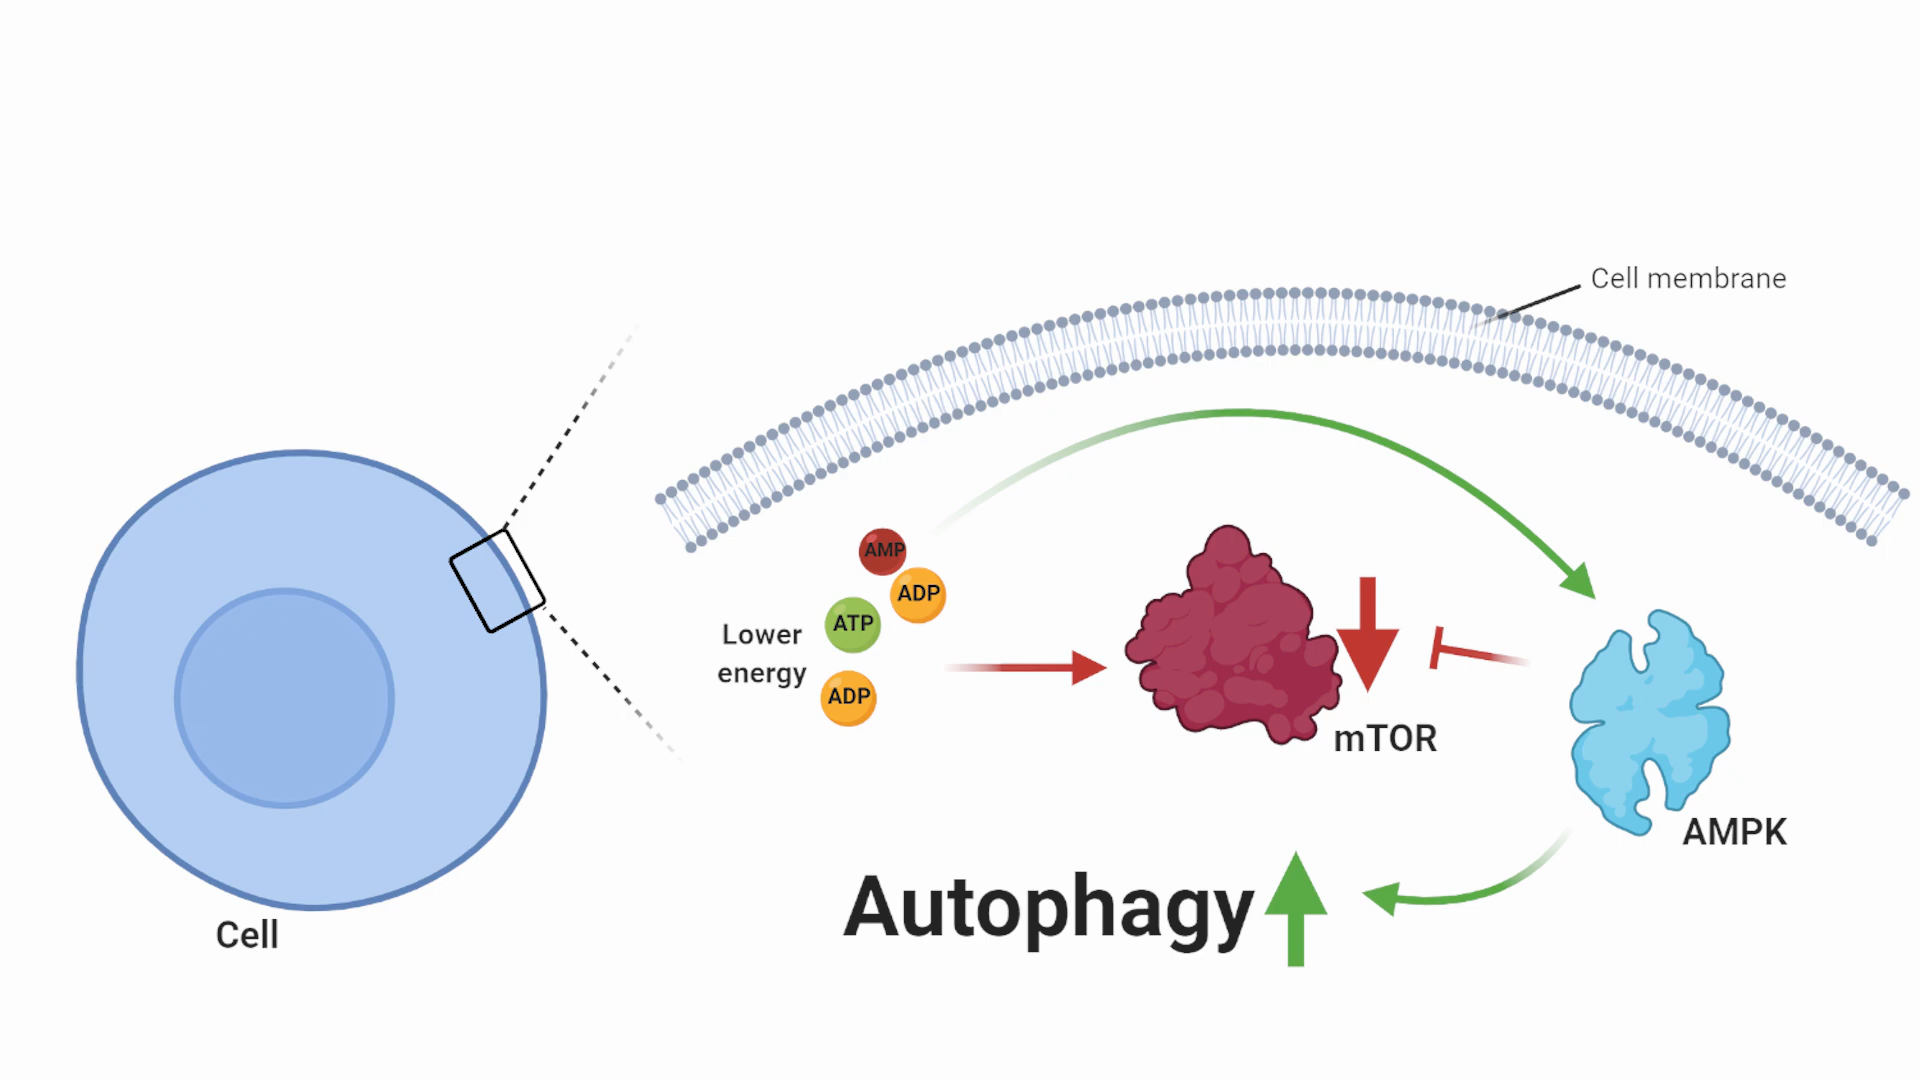 Cell membrane
AMP
ADP
ATP
Lower
energy
ADP
mTOR
AMPK
Autophagy
Cell